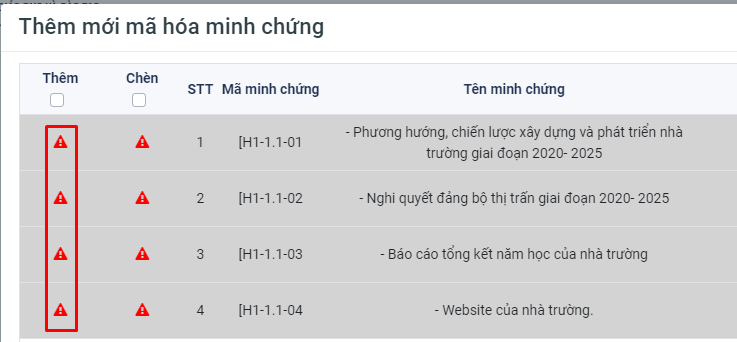 Thêm mới mã hóa minh chứng
Thêm Chèn STT Mã minh chứng Tên minh chứng
1 [H1-1.1-01 - Phương hướng, chiến lược xây dựng và phát triển nhà
trường giai đoạn 2020- 2025
2 [H1-1.1-02 - Nghi quyết đảng bộ thị trấn giai đoạn 2020- 2025
3 [H1-1.1-03 - Báo cáo tổng kết năm học của nhà trường
4 [H1-1.1-04 - Website của nhà trường.